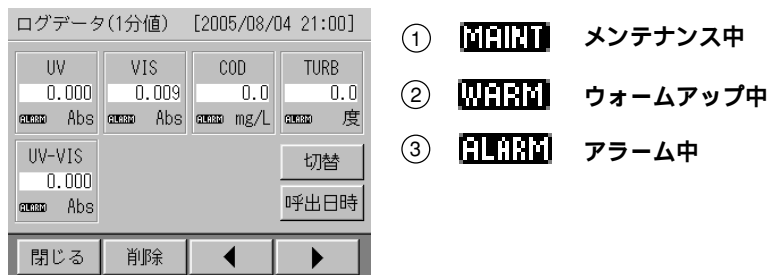 ログデータ(1分値) [2005/08/04 21:00]
UV VIS COD TURB
0.000 0.009 0.0 0.0
ALARM Abs ALARM Abs ALARM mg/L ALARM 度
UV-VIS
0.000
ALARM Abs
切替
呼出日時
閉じる 削除 ◀ ▶
① MAINT メンテナンス中
② WARM ウォームアップ中
③ ALARM アラーム中